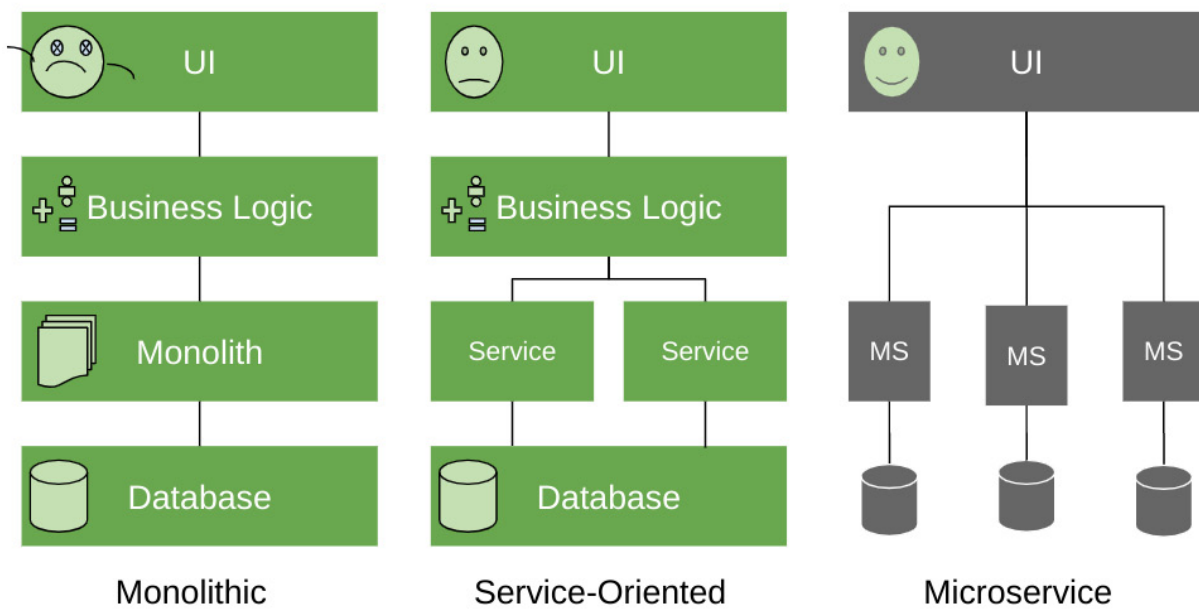 UI
Business Logic
Monolith
Database
Monolithic
UI
Business Logic
Service
Service
Database
Service-Oriented
UI
MS
MS
MS
Microservice